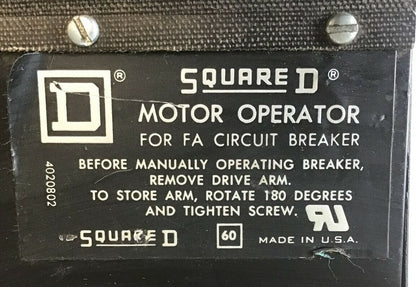 D ® SQUARE D ®
MOTOR OPERATOR
FOR FA CIRCUIT BREAKER
BEFORE MANUALLY OPERATING BREAKER,
REMOVE DRIVE ARM.
TO STORE ARM, ROTATE 180 DEGREES
AND TIGHTEN SCREW.
SQUARE D 60 MADE IN U.S.A.
UR
4020802